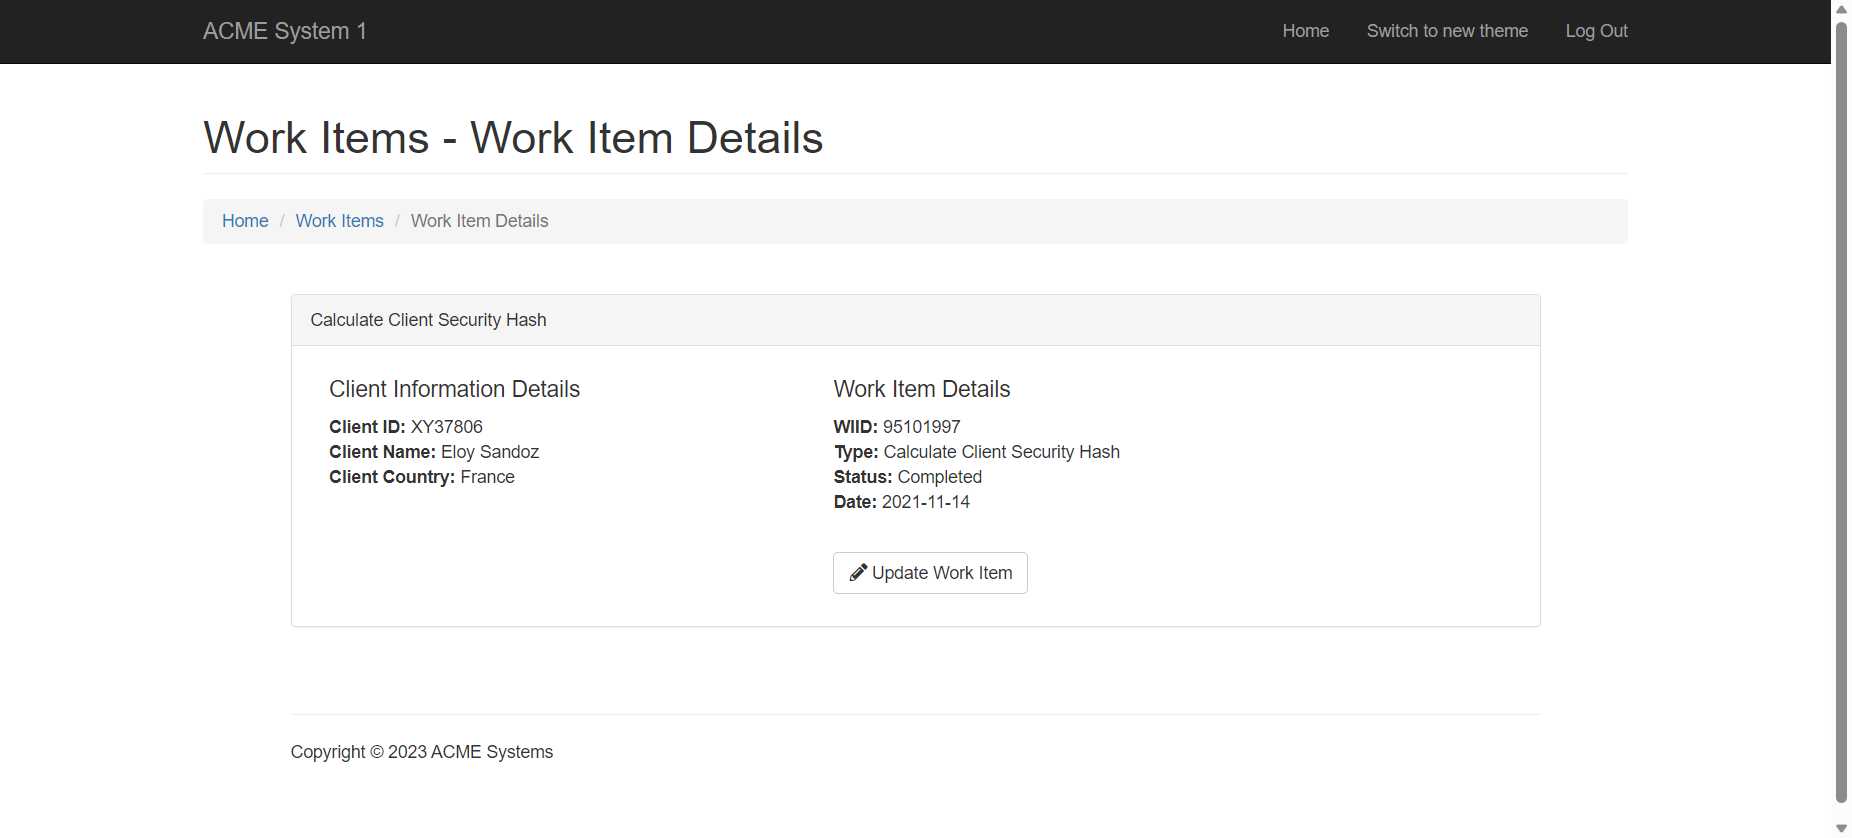 ACME System 1
Home Switch to new theme Log Out
Work Items - Work Item Details
Home / Work Items / Work Item Details
Calculate Client Security Hash
Client Information Details
Client ID: XY37806
Client Name: Eloy Sandoz
Client Country: France
Work Item Details
WIID: 95101997
Type: Calculate Client Security Hash
Status: Completed
Date: 2021-11-14
Update Work Item
Copyright © 2023 ACME Systems